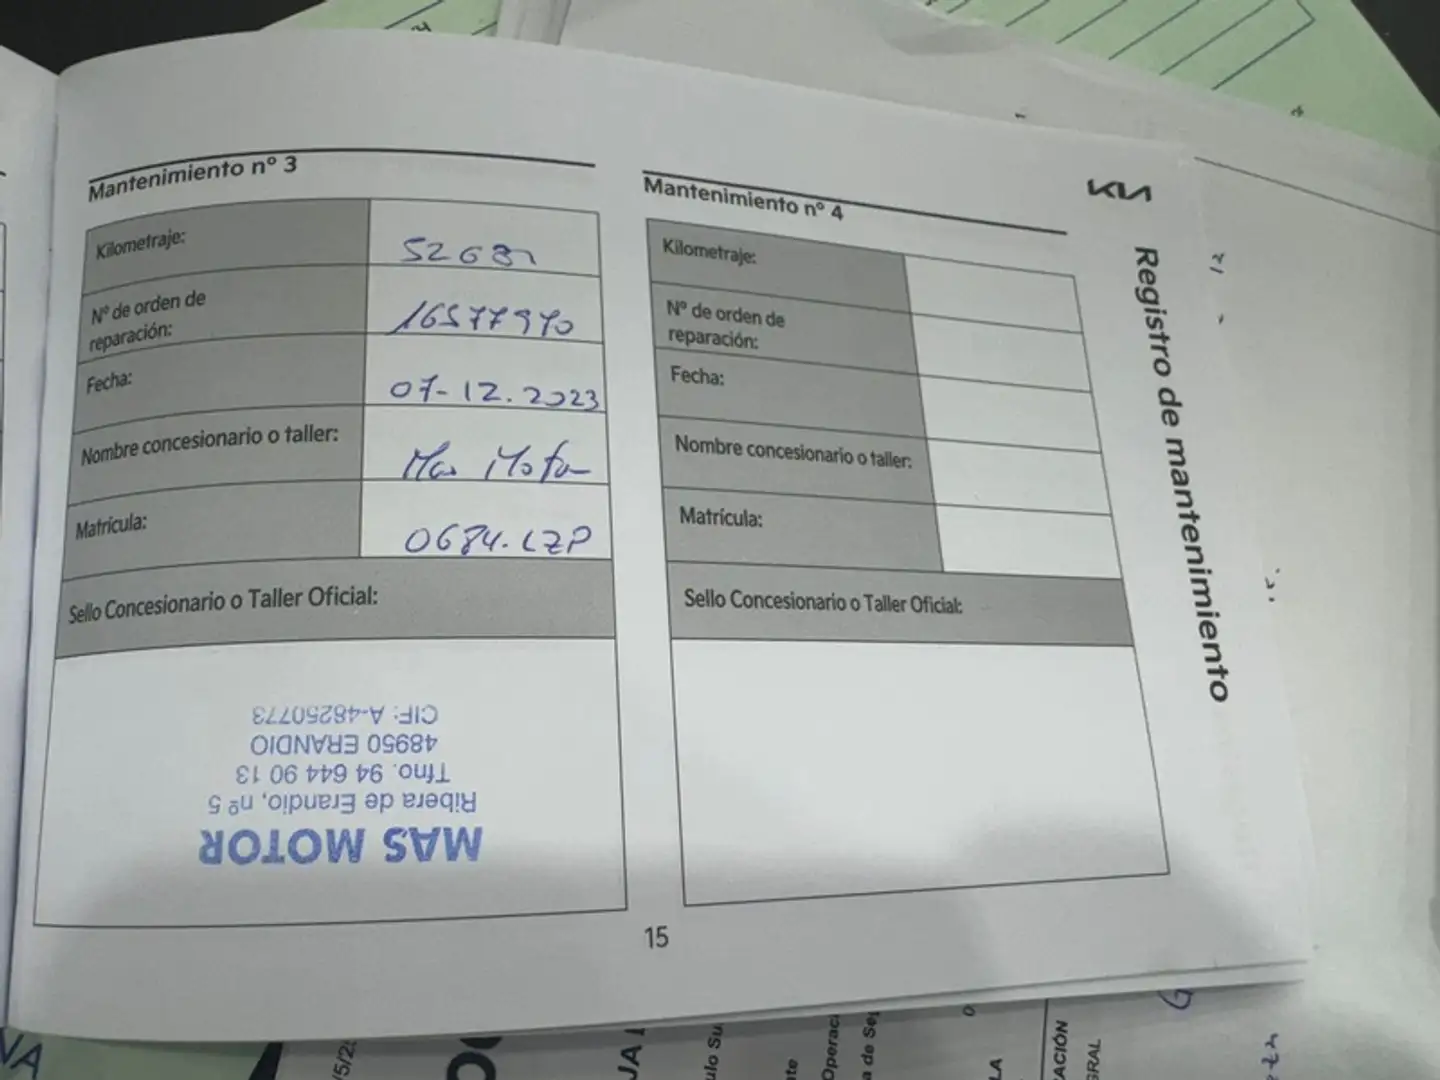 Mantenimiento nº 3
Kilometraje:
Nº de orden de
reparación:
16577970
Fecha:
07-12.2023
Nombre concesionario o taller:
Mas Motor
Matrícula:
0684.LZP
Sello Concesionario o Taller Oficial:
MAS MOTOR
Ribera de Erandio, nº 5
Tfno. 94 644 90 13
48950 ERANDIO
CIF: A-48250773
Mantenimiento nº 4
Kilometraje:
Nº de orden de
reparación:
Fecha:
Nombre concesionario o taller:
Matrícula:
Sello Concesionario o Taller Oficial:
KIA
Registro de mantenimiento
15